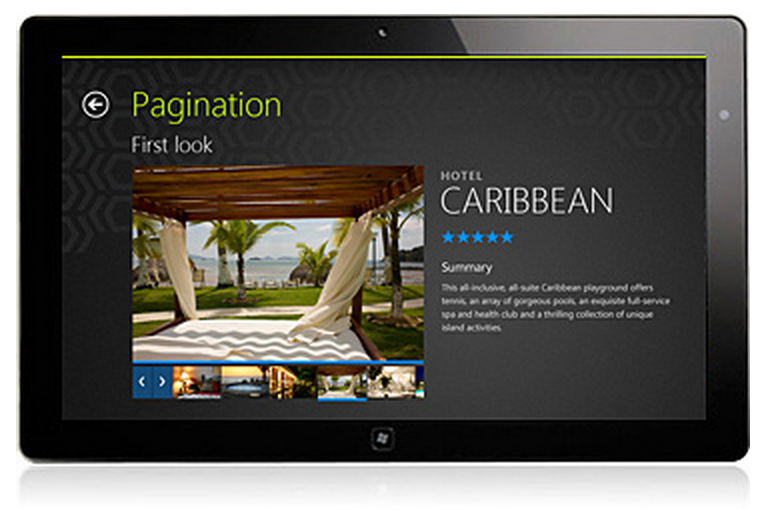 Pagination
First look
HOTEL
CARIBBEAN
Summary
This all-inclusive, all-suite Caribbean playground offers
tennis, an array of gorgeous pools, an exquisite full-service
spa and health club and a thrilling collection of unique
island activities.